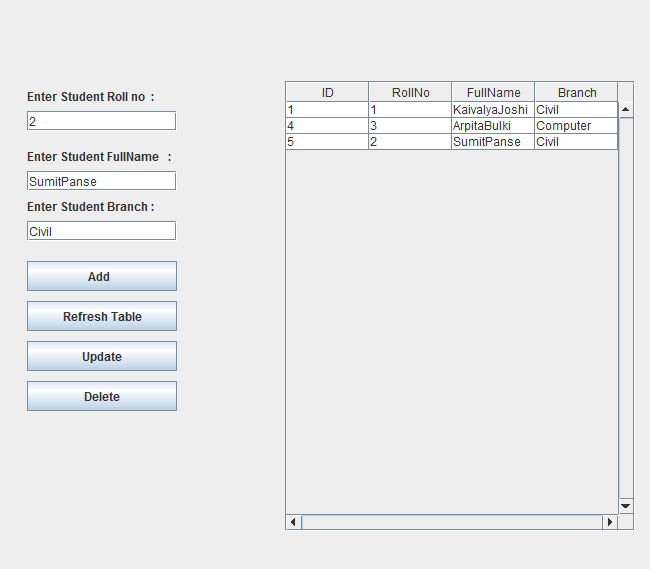 Enter Student Roll no :
2
Enter Student FullName :
SumitPanse
Enter Student Branch :
Civil
Add
Refresh Table
Update
Delete
ID RollNo FullName Branch
1 1 KaivalyaJoshi Civil
4 3 ArpitaBulki Computer
5 2 SumitPanse Civil